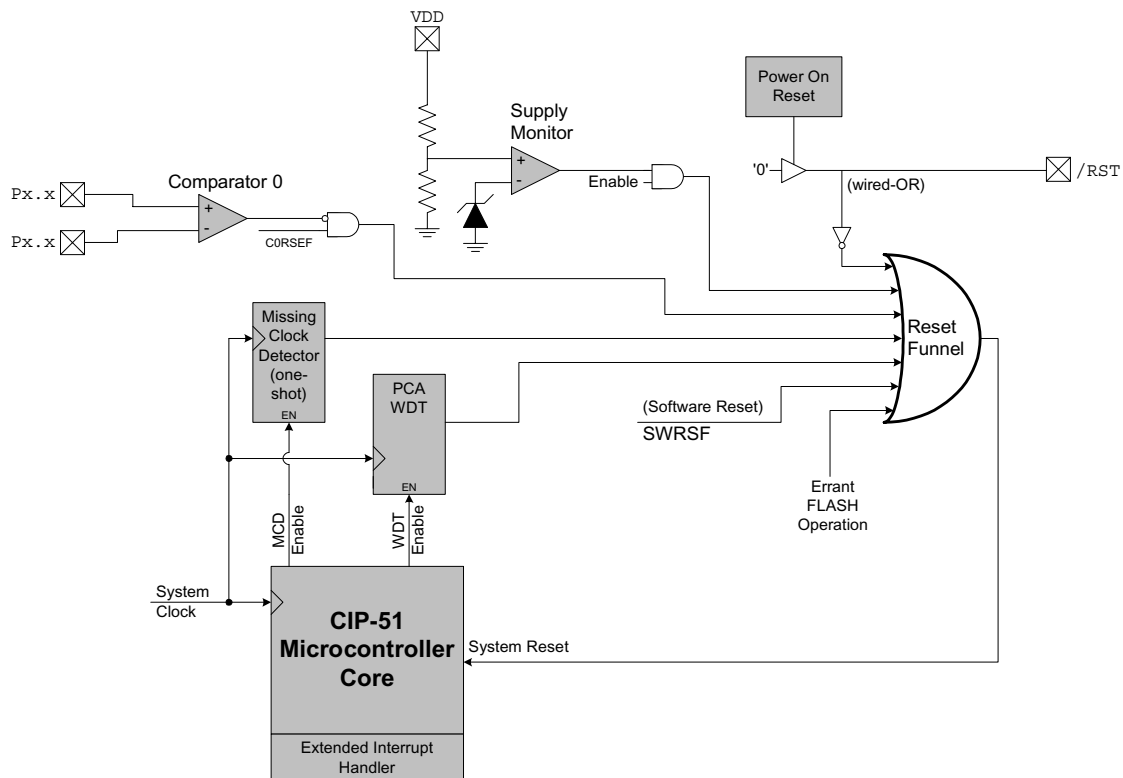 VDD
Power On
Reset
Supply
Monitor
+
-
Enable
'0'
(wired-OR)
/RST
Comparator 0
Px.x
Px.x
+
-
C0RSEF
Missing
Clock
Detector
(one-
shot)
EN
PCA
WDT
EN
Reset
Funnel
(Software Reset)
SWRSF
Errant
FLASH
Operation
MCD
Enable
WDT
Enable
System
Clock
CIP-51
Microcontroller
Core
System Reset
Extended Interrupt
Handler